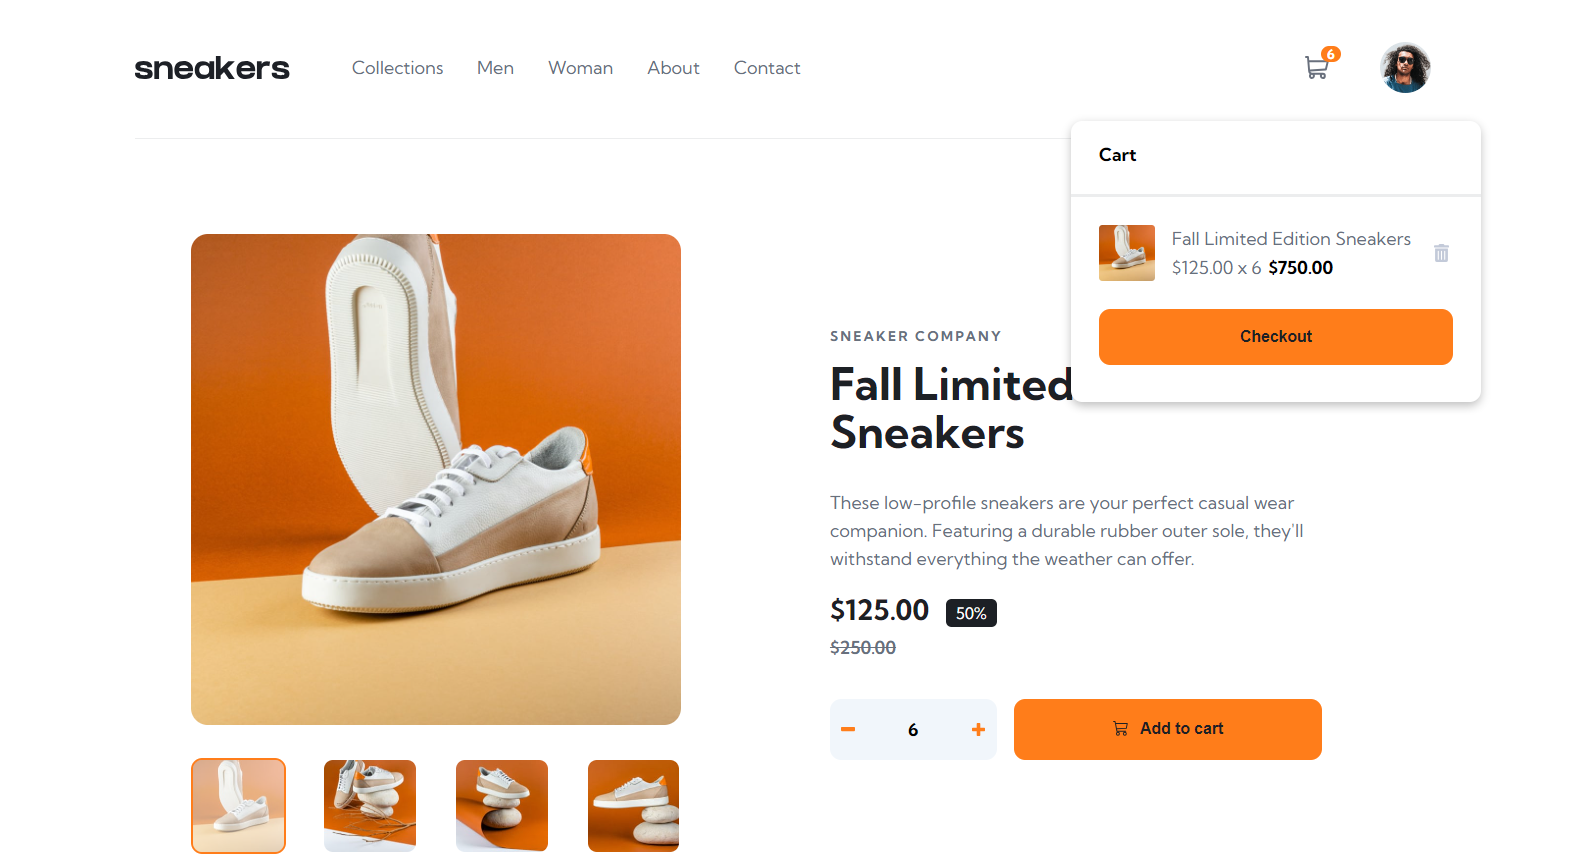 sneakers
Collections Men Woman About Contact
6
Cart
Fall Limited Edition Sneakers
$125.00 x 6 $750.00
Checkout
SNEAKER COMPANY
Fall Limited
Sneakers
These low-profile sneakers are your perfect casual wear
companion. Featuring a durable rubber outer sole, they'll
withstand everything the weather can offer.
$125.00 50%
$250.00
6
Add to cart